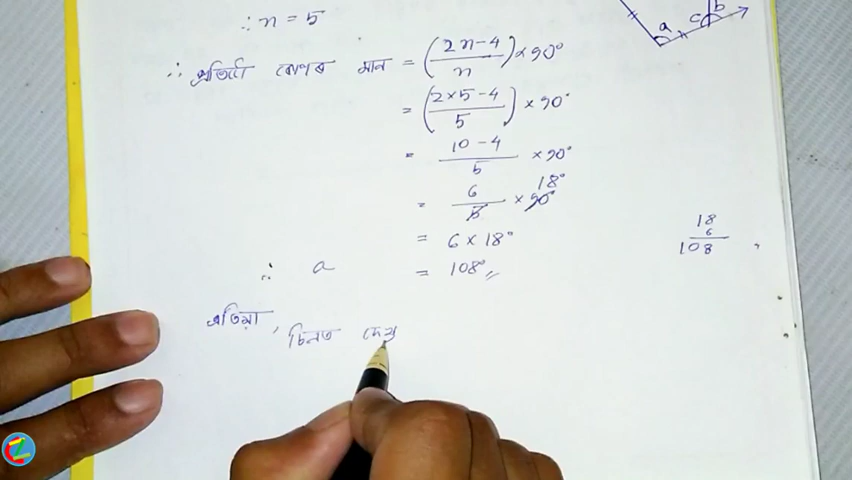 ∴ n = 5
a c b
∴ প্ৰতিটো কোণৰ মান = (2n-4/n) × 90°
= (2×5-4/5) × 90°
= 10-4/5 × 90°
18°
= 6/5 × 90°
= 6 × 18°
∴ a = 108°
18
6
108
এতিয়া, চিনত দেখু